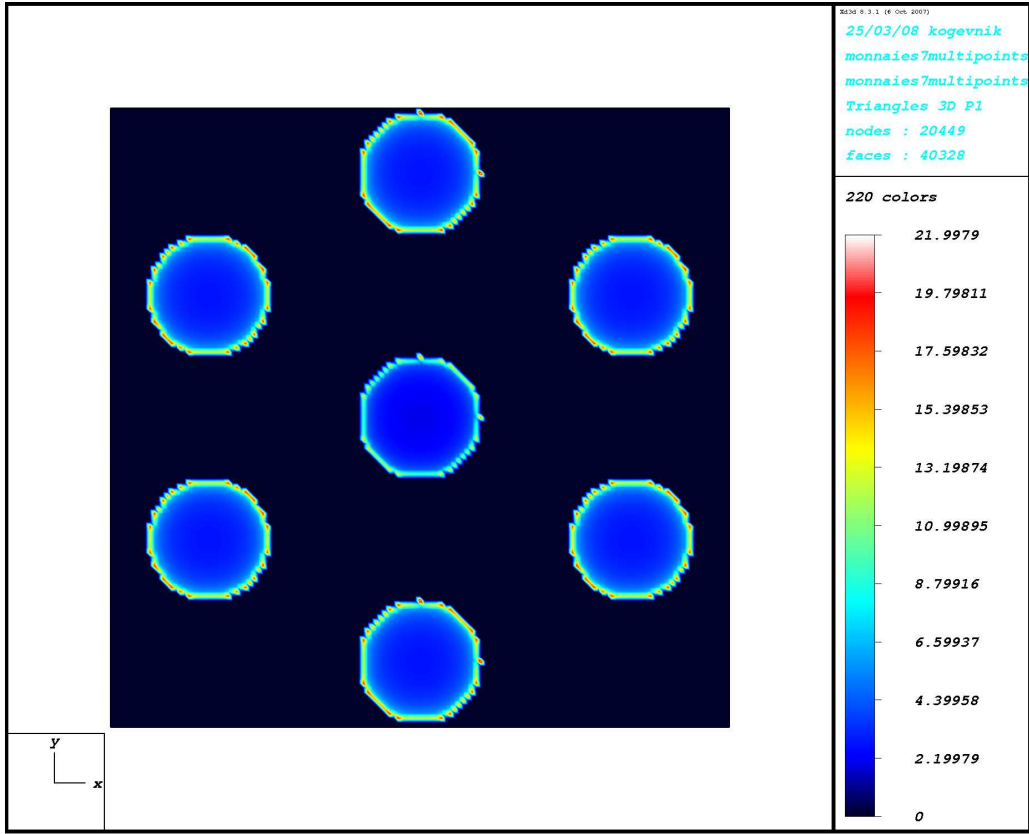 Xd3d 8.3.1 (6 Oct 2007)
25/03/08 kogevnik
monnaies7multipoints
monnaies7multipoints
Triangles 3D P1
nodes : 20449
faces : 40328
220 colors
21.9979
19.79811
17.59832
15.39853
13.19874
10.99895
8.79916
6.59937
4.39958
2.19979
0
y
x